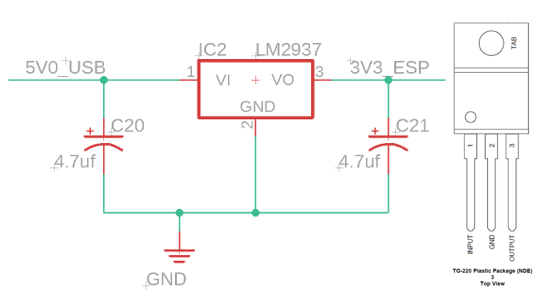 5V0_USB
IC2
LM2937
3V3_ESP
1
VI
VO
3
GND
2
C20
4.7uf
C21
4.7uf
GND
TAB
1
2
3
INPUT
GND
OUTPUT
TO-220 Plastic Package (NDE)
3
Top View